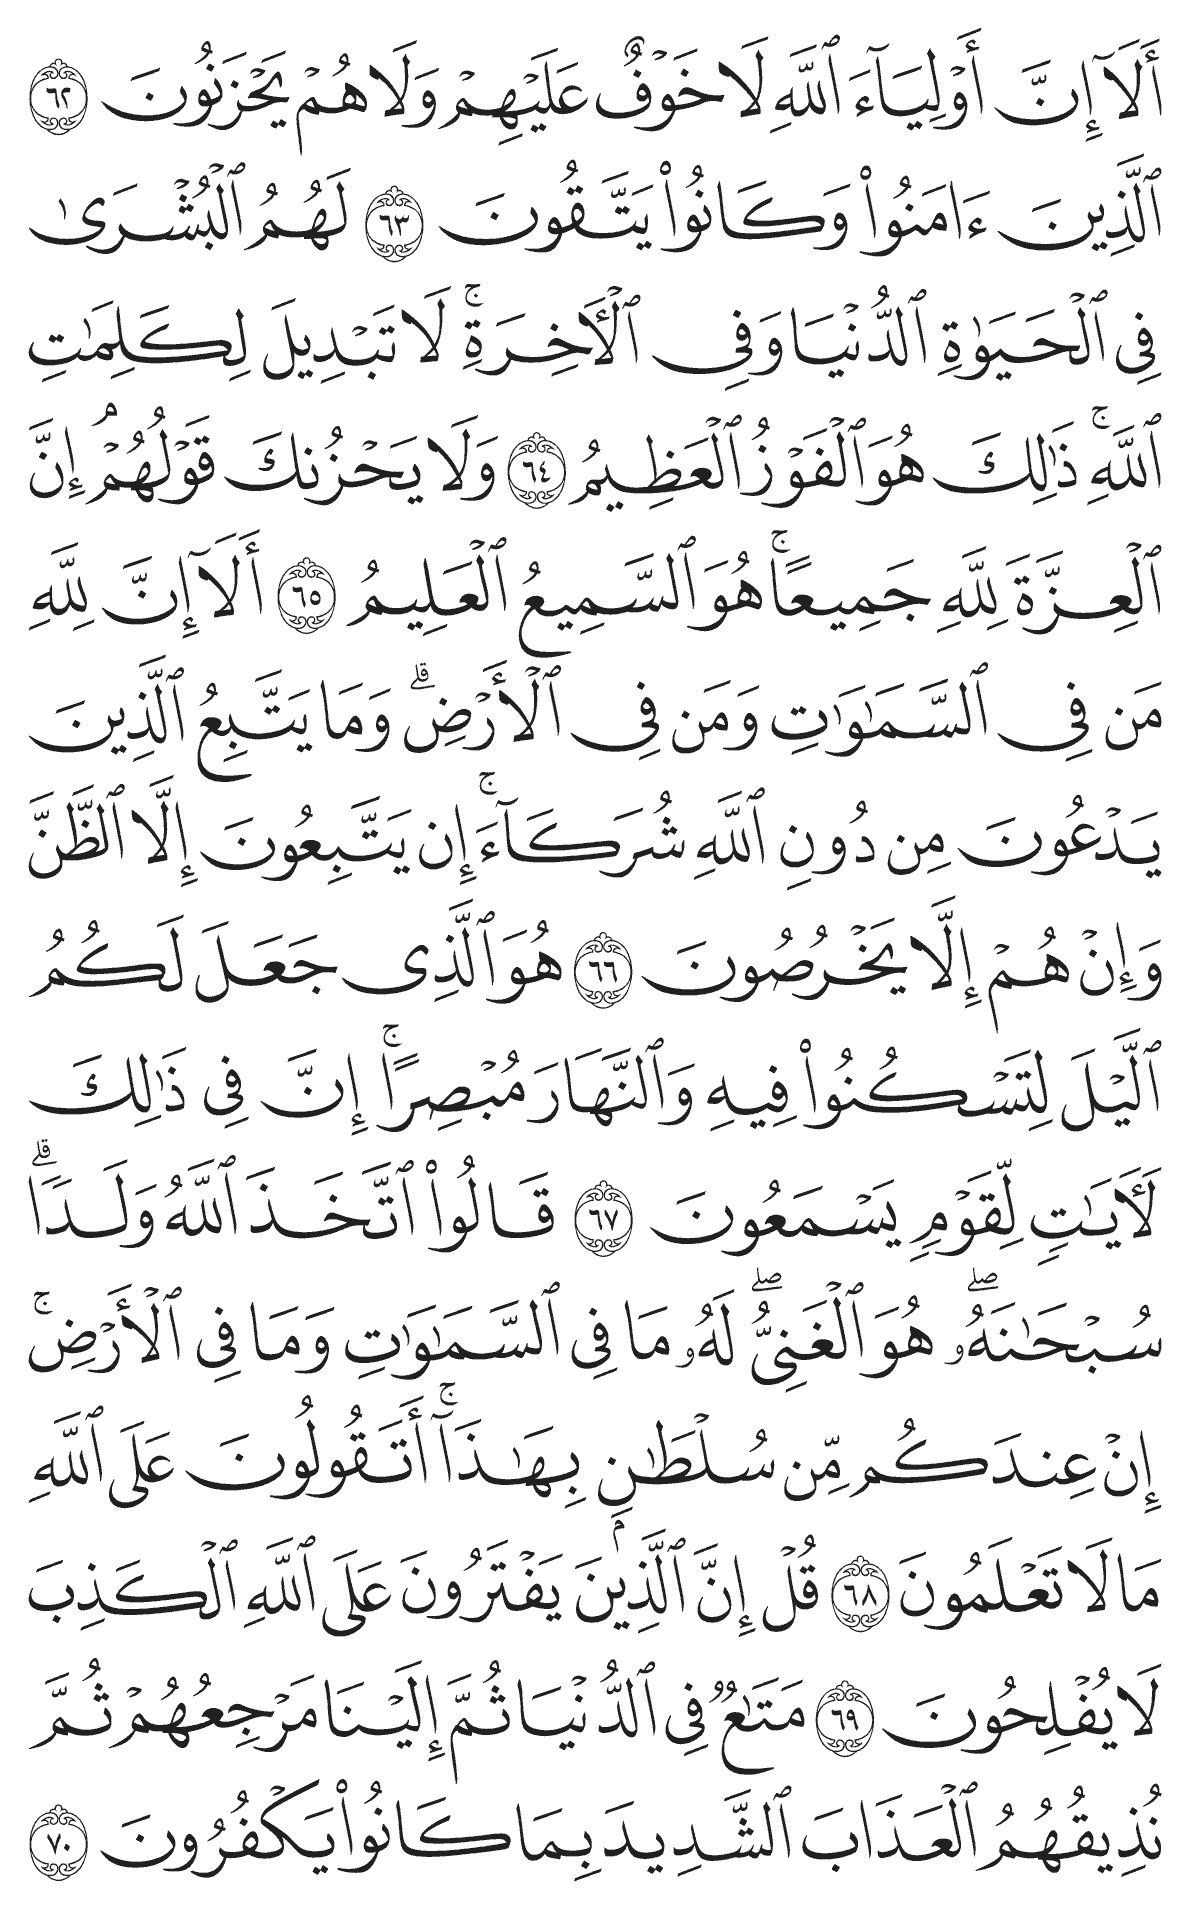 أَلَآ إِنَّ أَوْلِيَآءَ ٱللَّهِ لَا خَوْفٌ عَلَيْهِمْ وَلَا هُمْ يَحْزَنُونَ ٦٢
ٱلَّذِينَ ءَامَنُوا۟ وَكَانُوا۟ يَتَّقُونَ ٦٣ لَهُمُ ٱلْبُشْرَىٰ
فِى ٱلْحَيَوٰةِ ٱلدُّنْيَا وَفِى ٱلْـَٔاخِرَةِ ۚ لَا تَبْدِيلَ لِكَلِمَـٰتِ
ٱللَّهِ ۚ ذَٰلِكَ هُوَ ٱلْفَوْزُ ٱلْعَظِيمُ ٦٤ وَلَا يَحْزُنكَ قَوْلُهُمْ ۘ إِنَّ
ٱلْعِزَّةَ لِلَّهِ جَمِيعًا ۚ هُوَ ٱلسَّمِيعُ ٱلْعَلِيمُ ٦٥ أَلَآ إِنَّ لِلَّهِ
مَن فِى ٱلسَّمَـٰوَٰتِ وَمَن فِى ٱلْأَرْضِ ۗ وَمَا يَتَّبِعُ ٱلَّذِينَ
يَدْعُونَ مِن دُونِ ٱللَّهِ شُرَكَآءَ ۚ إِن يَتَّبِعُونَ إِلَّا ٱلظَّنَّ
وَإِنْ هُمْ إِلَّا يَخْرُصُونَ ٦٦ هُوَ ٱلَّذِى جَعَلَ لَكُمُ
ٱلَّيْلَ لِتَسْكُنُوا۟ فِيهِ وَٱلنَّهَارَ مُبْصِرًا ۚ إِنَّ فِى ذَٰلِكَ
لَـَٔايَـٰتٍ لِّقَوْمٍ يَسْمَعُونَ ٦٧ قَالُوا۟ ٱتَّخَذَ ٱللَّهُ وَلَدًا ۗ
سُبْحَـٰنَهُۥ ۖ هُوَ ٱلْغَنِىُّ ۖ لَهُۥ مَا فِى ٱلسَّمَـٰوَٰتِ وَمَا فِى ٱلْأَرْضِ ۚ
إِنْ عِندَكُم مِّن سُلْطَـٰنٍۭ بِهَـٰذَآ ۚ أَتَقُولُونَ عَلَى ٱللَّهِ
مَا لَا تَعْلَمُونَ ٦٨ قُلْ إِنَّ ٱلَّذِينَ يَفْتَرُونَ عَلَى ٱللَّهِ ٱلْكَذِبَ
لَا يُفْلِحُونَ ٦٩ مَتَـٰعٌ فِى ٱلدُّنْيَا ثُمَّ إِلَيْنَا مَرْجِعُهُمْ ثُمَّ
نُذِيقُهُمُ ٱلْعَذَابَ ٱلشَّدِيدَ بِمَا كَانُوا۟ يَكْفُرُونَ ٧٠